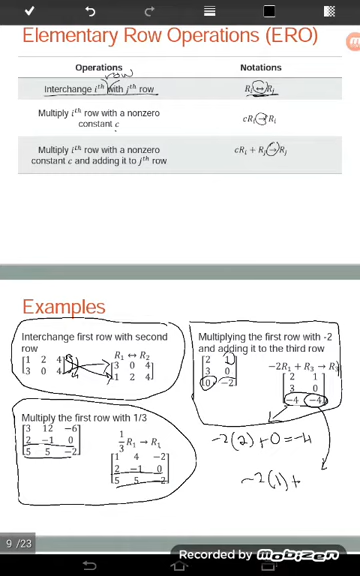 Elementary Row Operations (ERO)
Operations
Notations
row
Interchange iᵗʰ with jᵗʰ row
Rᵢ ↔ Rⱼ
Multiply iᵗʰ row with a nonzero
constant c
cRᵢ → Rᵢ
Multiply iᵗʰ row with a nonzero
constant c and adding it to jᵗʰ row
cRᵢ + Rⱼ → Rⱼ
Examples
Interchange first row with second
row
R₁ ↔ R₂
1 2 4
3 0 4
3 0 4
1 2 4
Multiply the first row with 1/3
3 12 -6
2 -1 0
5 5 -2
1/3 R₁ → R₁
1 4 -2
2 -1 0
5 5 -2
Multiplying the first row with -2
and adding it to the third row
2 1
3 0
0 -2
-2R₁ + R₃ → R₃
2 1
3 0
-4 -4
-2(2) + 0 = -4
-2(1) +
9 /23
Recorded by mobizen